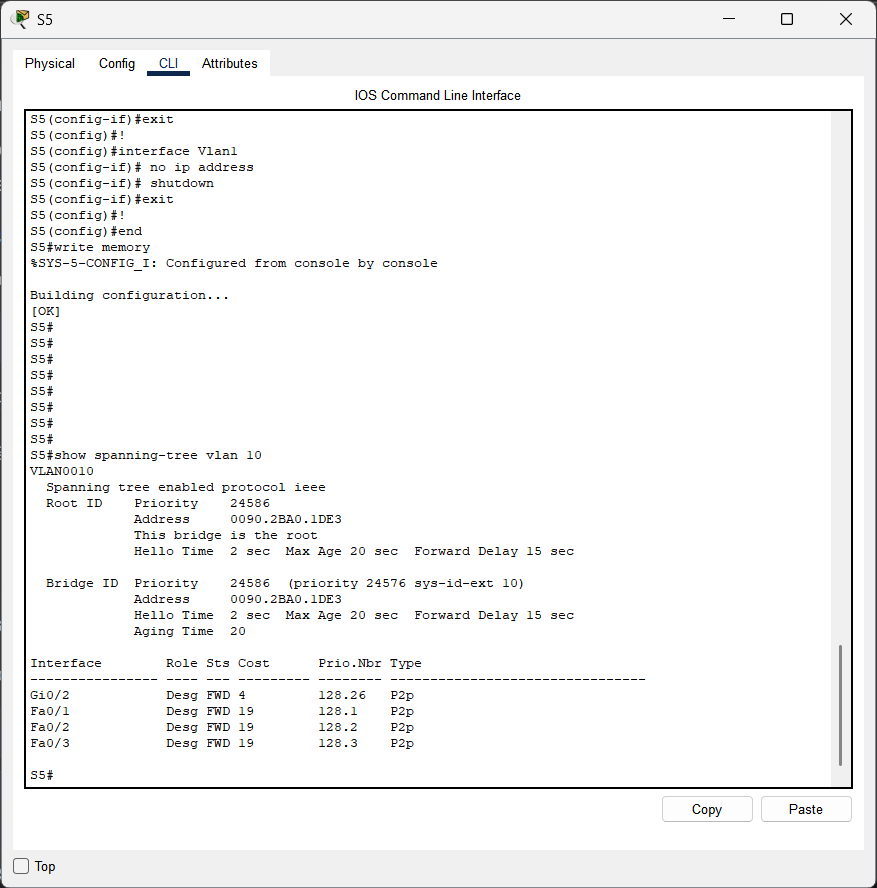 S5
Physical Config CLI Attributes
IOS Command Line Interface
S5(config-if)#exit
S5(config)#!
S5(config)#interface Vlan1
S5(config-if)# no ip address
S5(config-if)# shutdown
S5(config-if)#exit
S5(config)#!
S5(config)#end
S5#write memory
%SYS-5-CONFIG_I: Configured from console by console

Building configuration...
[OK]
S5#
S5#
S5#
S5#
S5#
S5#
S5#
S5#
S5#show spanning-tree vlan 10
VLAN0010
  Spanning tree enabled protocol ieee
  Root ID    Priority    24586
             Address     0090.2BA0.1DE3
             This bridge is the root
             Hello Time  2 sec  Max Age 20 sec  Forward Delay 15 sec

  Bridge ID  Priority    24586  (priority 24576 sys-id-ext 10)
             Address     0090.2BA0.1DE3
             Hello Time  2 sec  Max Age 20 sec  Forward Delay 15 sec
             Aging Time  20

Interface        Role Sts Cost      Prio.Nbr Type
---------------- ---- --- --------- -------- --------------------------------
Gi0/2            Desg FWD 4         128.26   P2p
Fa0/1            Desg FWD 19        128.1    P2p
Fa0/2            Desg FWD 19        128.2    P2p
Fa0/3            Desg FWD 19        128.3    P2p

S5#
Copy Paste
Top